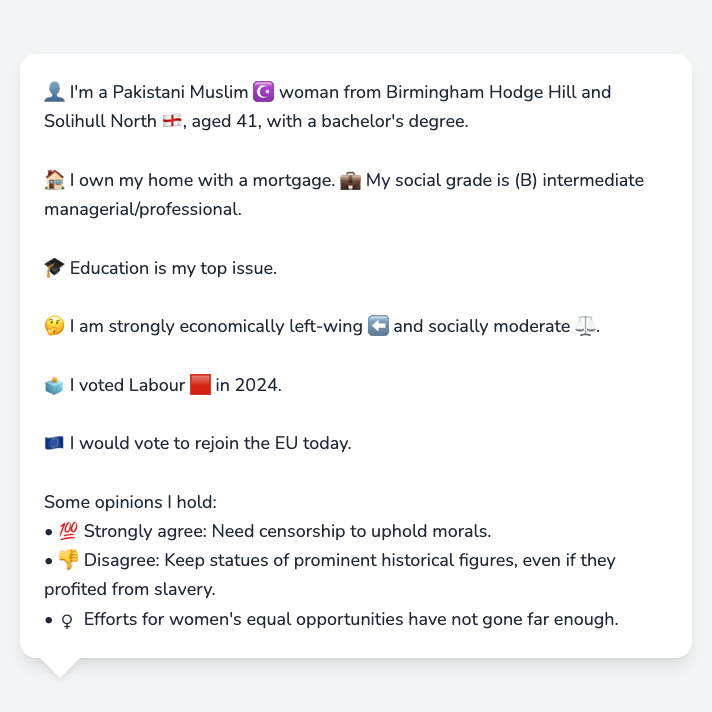 👤 I'm a Pakistani Muslim ☪️ woman from Birmingham Hodge Hill and
Solihull North 🏴󠁧󠁢󠁥󠁮󠁧󠁿, aged 41, with a bachelor's degree.
🏠 I own my home with a mortgage. 💼 My social grade is (B) intermediate
managerial/professional.
🎓 Education is my top issue.
🤔 I am strongly economically left-wing ⬅️ and socially moderate ⚖️.
🗳️ I voted Labour 🟥 in 2024.
🇪🇺 I would vote to rejoin the EU today.
Some opinions I hold:
• 💯 Strongly agree: Need censorship to uphold morals.
• 👎 Disagree: Keep statues of prominent historical figures, even if they
profited from slavery.
• ♀ Efforts for women's equal opportunities have not gone far enough.